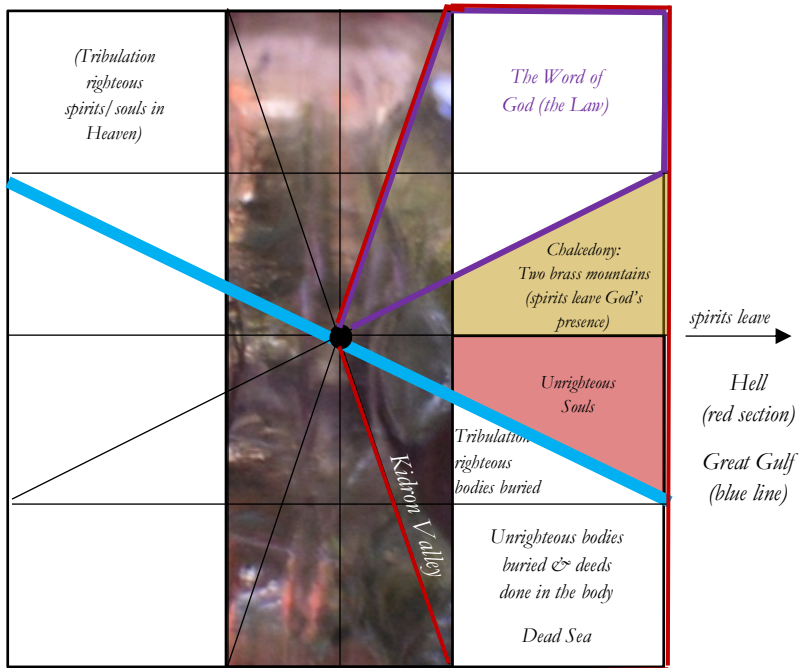 (Tribulation
righteous
spirits/ souls in
Heaven)
The Word of
God (the Law)
Chalcedony:
Two brass mountains
(spirits leave God's
presence)
spirits leave
Unrighteous
Souls
Hell
(red section)
Great Gulf
(blue line)
Tribulation
righteous
bodies buried
Kidron Valley
Unrighteous bodies
buried & deeds
done in the body
Dead Sea